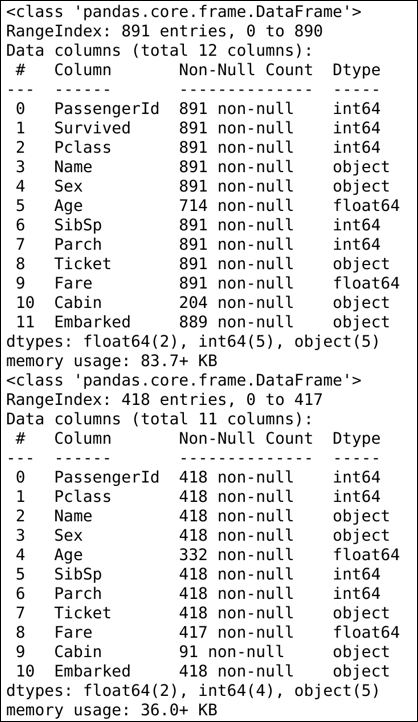 <class 'pandas.core.frame.DataFrame'>
RangeIndex: 891 entries, 0 to 890
Data columns (total 12 columns):
 #   Column       Non-Null Count  Dtype
---  ------       --------------  -----
 0   PassengerId  891 non-null    int64
 1   Survived     891 non-null    int64
 2   Pclass       891 non-null    int64
 3   Name         891 non-null    object
 4   Sex          891 non-null    object
 5   Age          714 non-null    float64
 6   SibSp        891 non-null    int64
 7   Parch        891 non-null    int64
 8   Ticket       891 non-null    object
 9   Fare         891 non-null    float64
 10  Cabin        204 non-null    object
 11  Embarked     889 non-null    object
dtypes: float64(2), int64(5), object(5)
memory usage: 83.7+ KB
<class 'pandas.core.frame.DataFrame'>
RangeIndex: 418 entries, 0 to 417
Data columns (total 11 columns):
 #   Column       Non-Null Count  Dtype
---  ------       --------------  -----
 0   PassengerId  418 non-null    int64
 1   Pclass       418 non-null    int64
 2   Name         418 non-null    object
 3   Sex          418 non-null    object
 4   Age          332 non-null    float64
 5   SibSp        418 non-null    int64
 6   Parch        418 non-null    int64
 7   Ticket       418 non-null    object
 8   Fare         417 non-null    float64
 9   Cabin        91 non-null     object
 10  Embarked     418 non-null    object
dtypes: float64(2), int64(4), object(5)
memory usage: 36.0+ KB